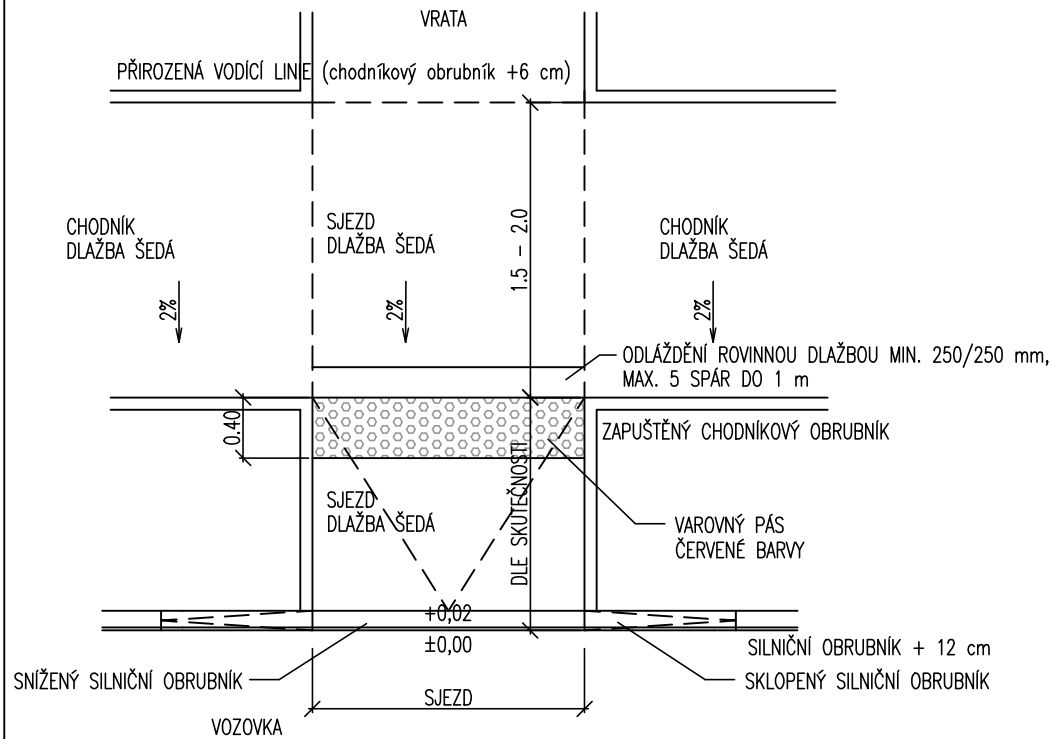 VRATA
PŘIROZENÁ VODÍCÍ LINIE (chodníkový obrubník +6 cm)
CHODNÍK
DLAŽBA ŠEDÁ
SJEZD
DLAŽBA ŠEDÁ
CHODNÍK
DLAŽBA ŠEDÁ
1.5 - 2.0
2%
2%
2%
ODLÁŽDĚNÍ ROVINNOU DLAŽBOU MIN. 250/250 mm,
MAX. 5 SPÁR DO 1 m
0.40
ZAPUŠTĚNÝ CHODNÍKOVÝ OBRUBNÍK
SJEZD
DLAŽBA ŠEDÁ
DLE SKUTEČNOSTI
VAROVNÝ PÁS
ČERVENÉ BARVY
+0,02
±0,00
SILNIČNÍ OBRUBNÍK + 12 cm
SNÍŽENÝ SILNIČNÍ OBRUBNÍK
SKLOPENÝ SILNIČNÍ OBRUBNÍK
SJEZD
VOZOVKA